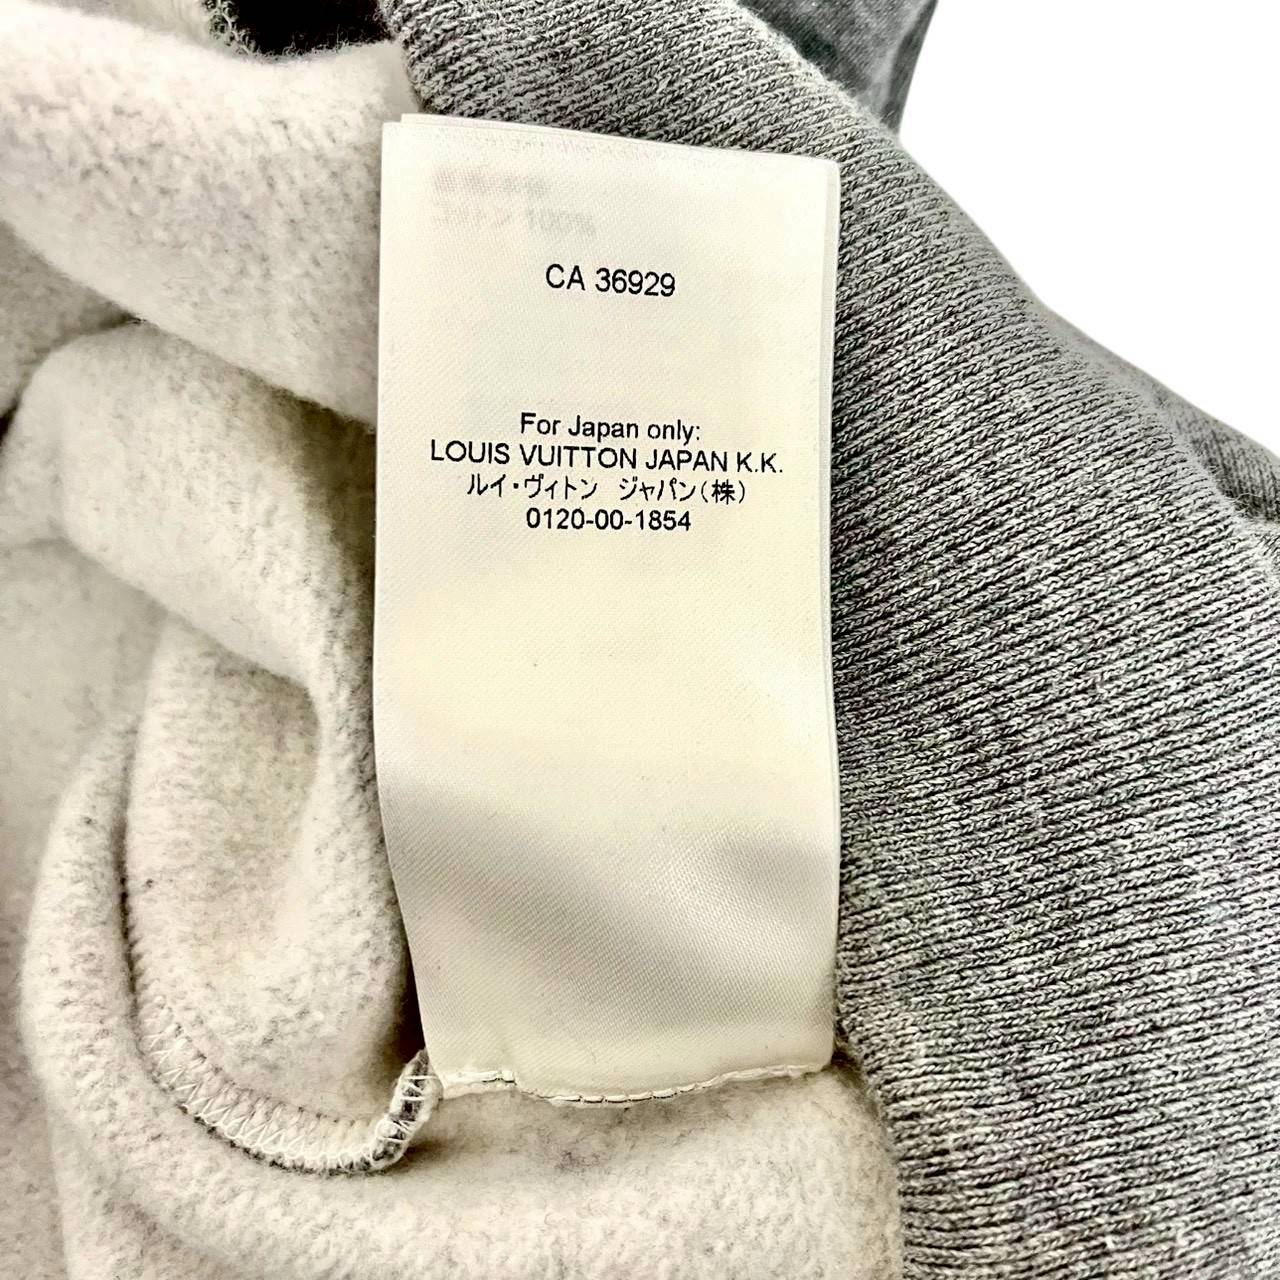 CA 36929
For Japan only:
LOUIS VUITTON JAPAN K.K.
ルイ・ヴィトン ジャパン(株)
0120-00-1854